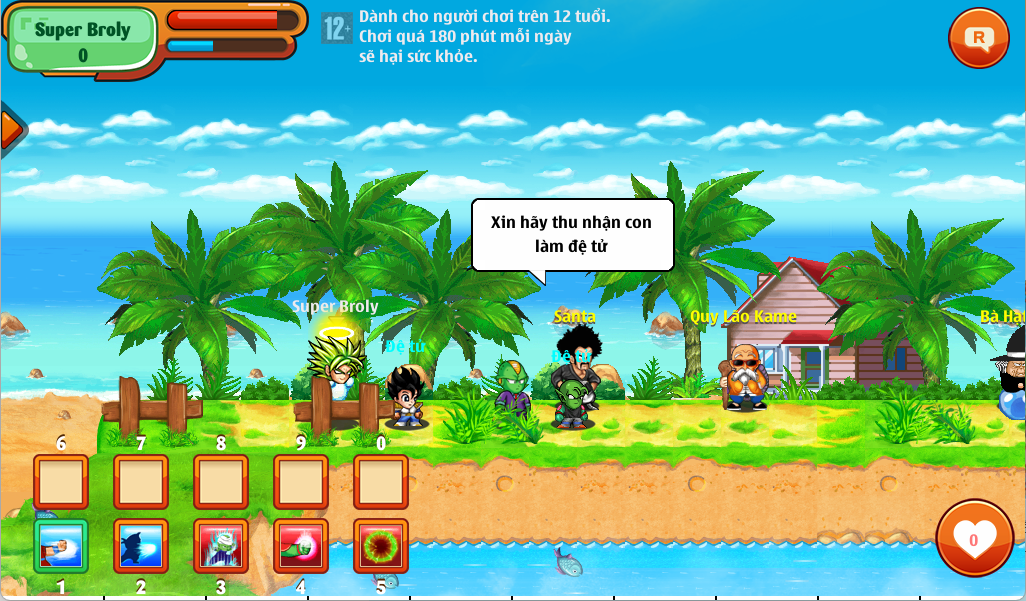 Super Broly
0
12+
Dành cho người chơi trên 12 tuổi.
Chơi quá 180 phút mỗi ngày
sẽ hại sức khỏe.
R
Xin hãy thu nhận con
làm đệ tử
Super Broly
Santa
Quy Lão Kame
Bà Hạt
Đệ tử
Đệ tử
6
7
8
9
0
0
1
2
3
4
5